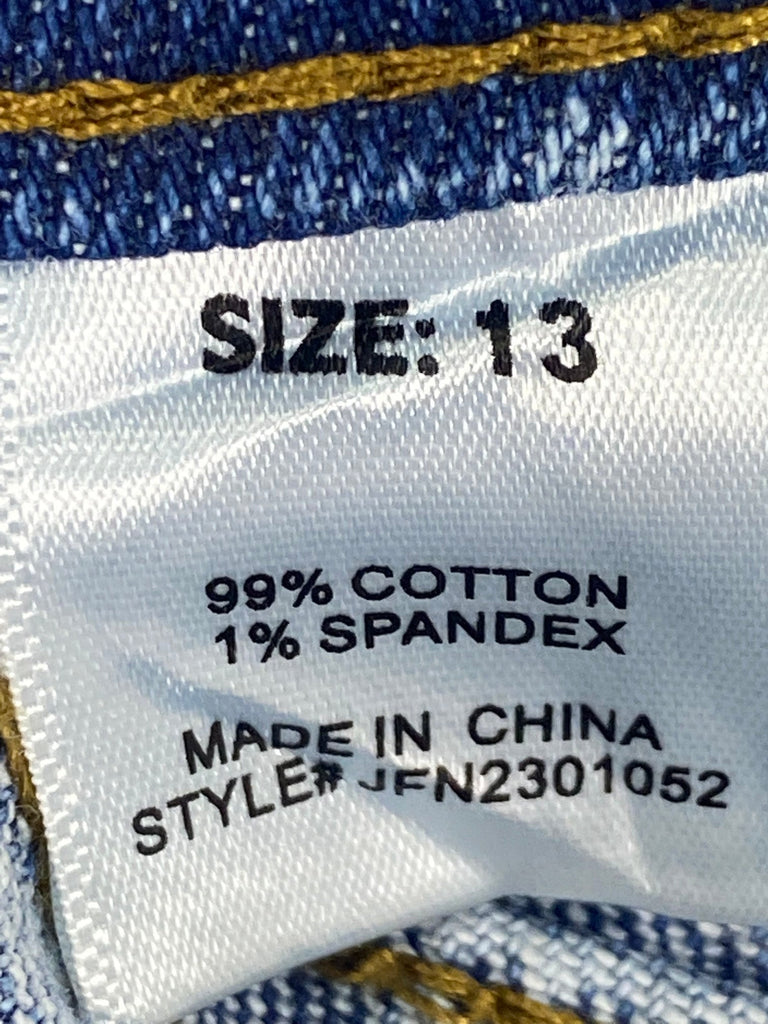 SIZE: 13
99% COTTON
1% SPANDEX
MADE IN CHINA
STYLE# JFN2301052